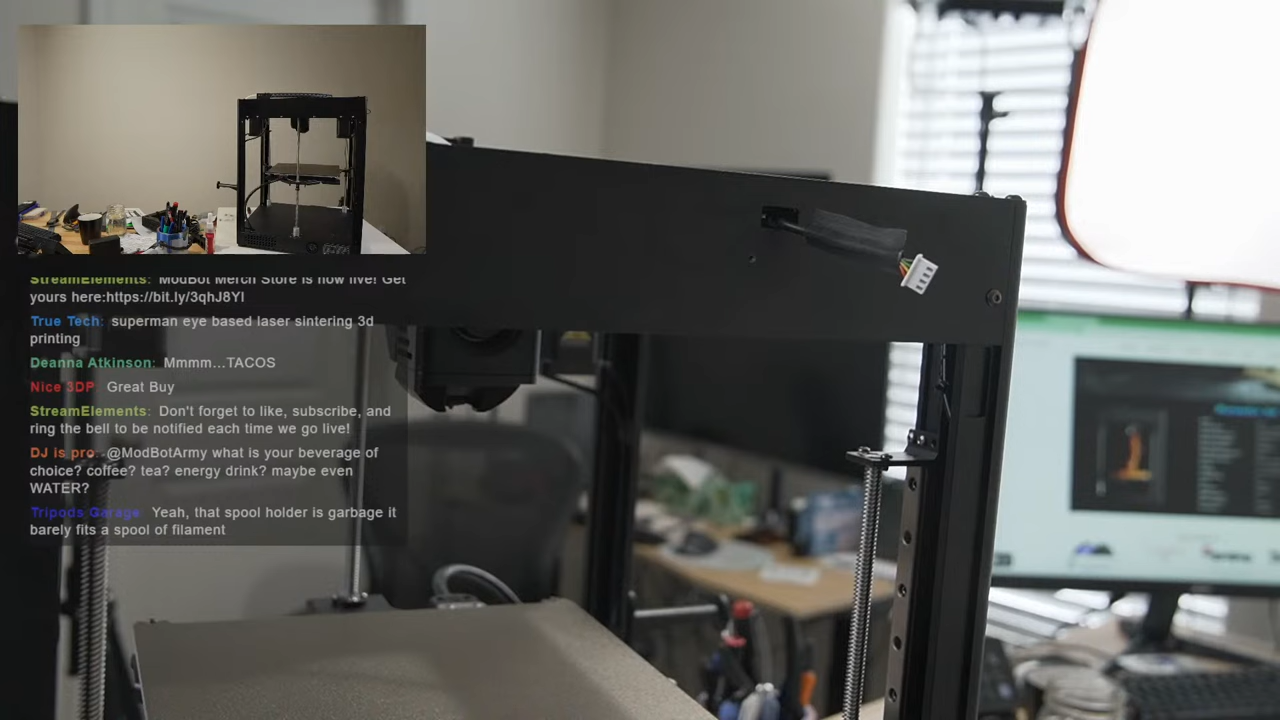 StreamElements: ModBot Merch Store is now live! Get
yours here:https://bit.ly/3qhJ8Yl
True Tech: superman eye based laser sintering 3d
printing
Deanna Atkinson: Mmmm...TACOS
Nice 3DP: Great Buy
StreamElements: Don't forget to like, subscribe, and
ring the bell to be notified each time we go live!
DJ is pro: @ModBotArmy what is your beverage of
choice? coffee? tea? energy drink? maybe even
WATER?
Tripods Garage: Yeah, that spool holder is garbage it
barely fits a spool of filament